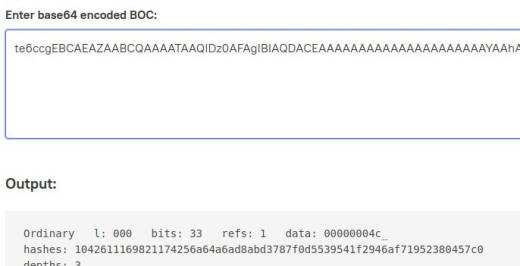 Enter base64 encoded BOC:
te6ccgEBCAEAZAABCQAAAATAAQIDz0AFAgIBIAQDACEAAAAAAAAAAAAAAAAAAAAAAYAAhA
Output:
Ordinary l: 000 bits: 33 refs: 1 data: 00000004c_
hashes: 1042611169821174256a64a6ad8abd3787f0d5539541f2946af71952380457c0
depths: 3